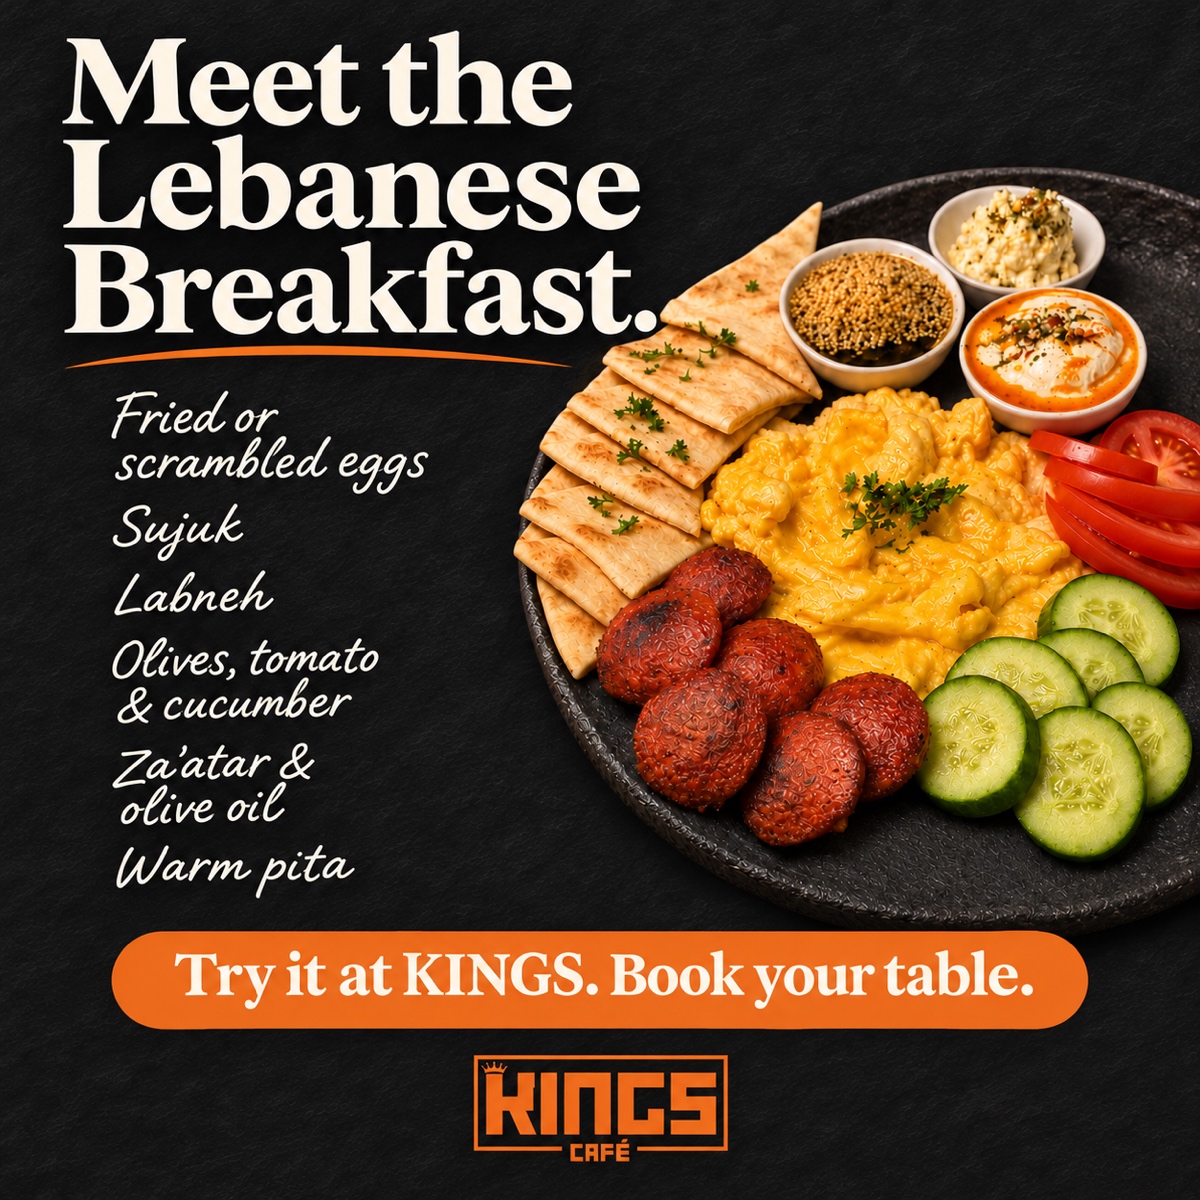 Meet the
Lebanese
Breakfast.
Fried or
scrambled eggs
Sujuk
Labneh
Olives, tomato
& cucumber
Za’atar &
olive oil
Warm pita
Try it at KINGS. Book your table.
KINGS
CAFÉ